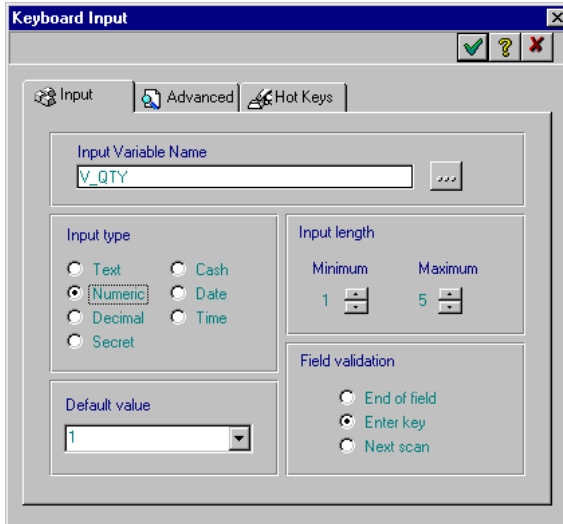 Keyboard Input
Input Advanced Hot Keys
Input Variable Name
V_QTY ...
Input type
Text Cash
Numeric Date
Decimal Time
Secret
Input length
Minimum Maximum
1 5
Default value
1
Field validation
End of field
Enter key
Next scan